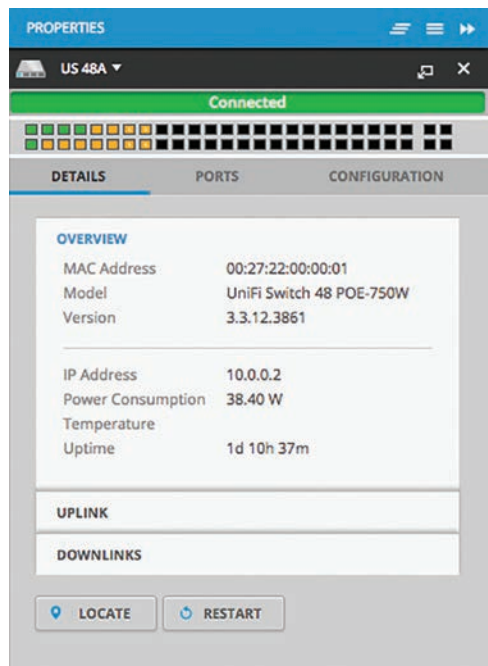 PROPERTIES
US 48A
Connected
DETAILS PORTS CONFIGURATION
OVERVIEW
MAC Address 00:27:22:00:00:01
Model UniFi Switch 48 POE-750W
Version 3.3.12.3861
IP Address 10.0.0.2
Power Consumption 38.40 W
Temperature
Uptime 1d 10h 37m
UPLINK
DOWNLINKS
LOCATE RESTART